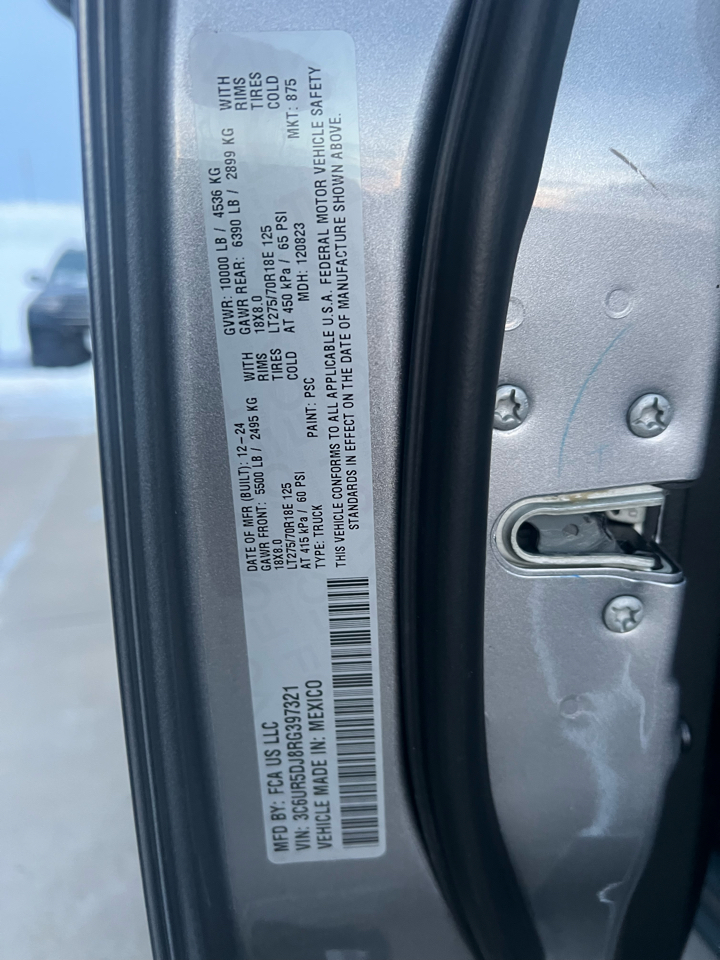 MFD BY: FCA US LLC
VIN: 3C6UR5DJ8RG397321
VEHICLE MADE IN: MEXICO
DATE OF MFR (BUILT): 12-24
GAWR FRONT: 5500 LB / 2495 KG WITH
18X8.0 RIMS
LT275/70R18E 125 TIRES
AT 415 kPa / 60 PSI COLD
TYPE: TRUCK PAINT: PSC
GVWR: 10000 LB / 4536 KG
GAWR REAR: 6390 LB / 2899 KG WITH
18X8.0 RIMS
LT275/70R18E 125 TIRES
AT 450 kPa / 65 PSI COLD
MDH: 120823 MKT: 875
THIS VEHICLE CONFORMS TO ALL APPLICABLE U.S.A. FEDERAL MOTOR VEHICLE SAFETY
STANDARDS IN EFFECT ON THE DATE OF MANUFACTURE SHOWN ABOVE.